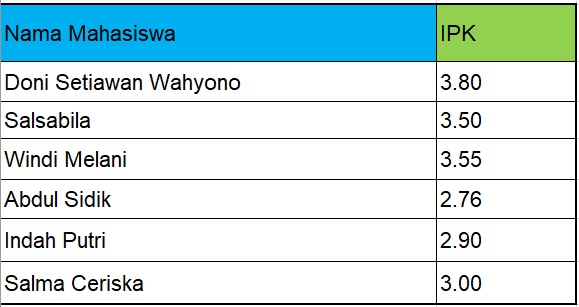 Nama Mahasiswa IPK
Doni Setiawan Wahyono 3.80
Salsabila 3.50
Windi Melani 3.55
Abdul Sidik 2.76
Indah Putri 2.90
Salma Ceriska 3.00